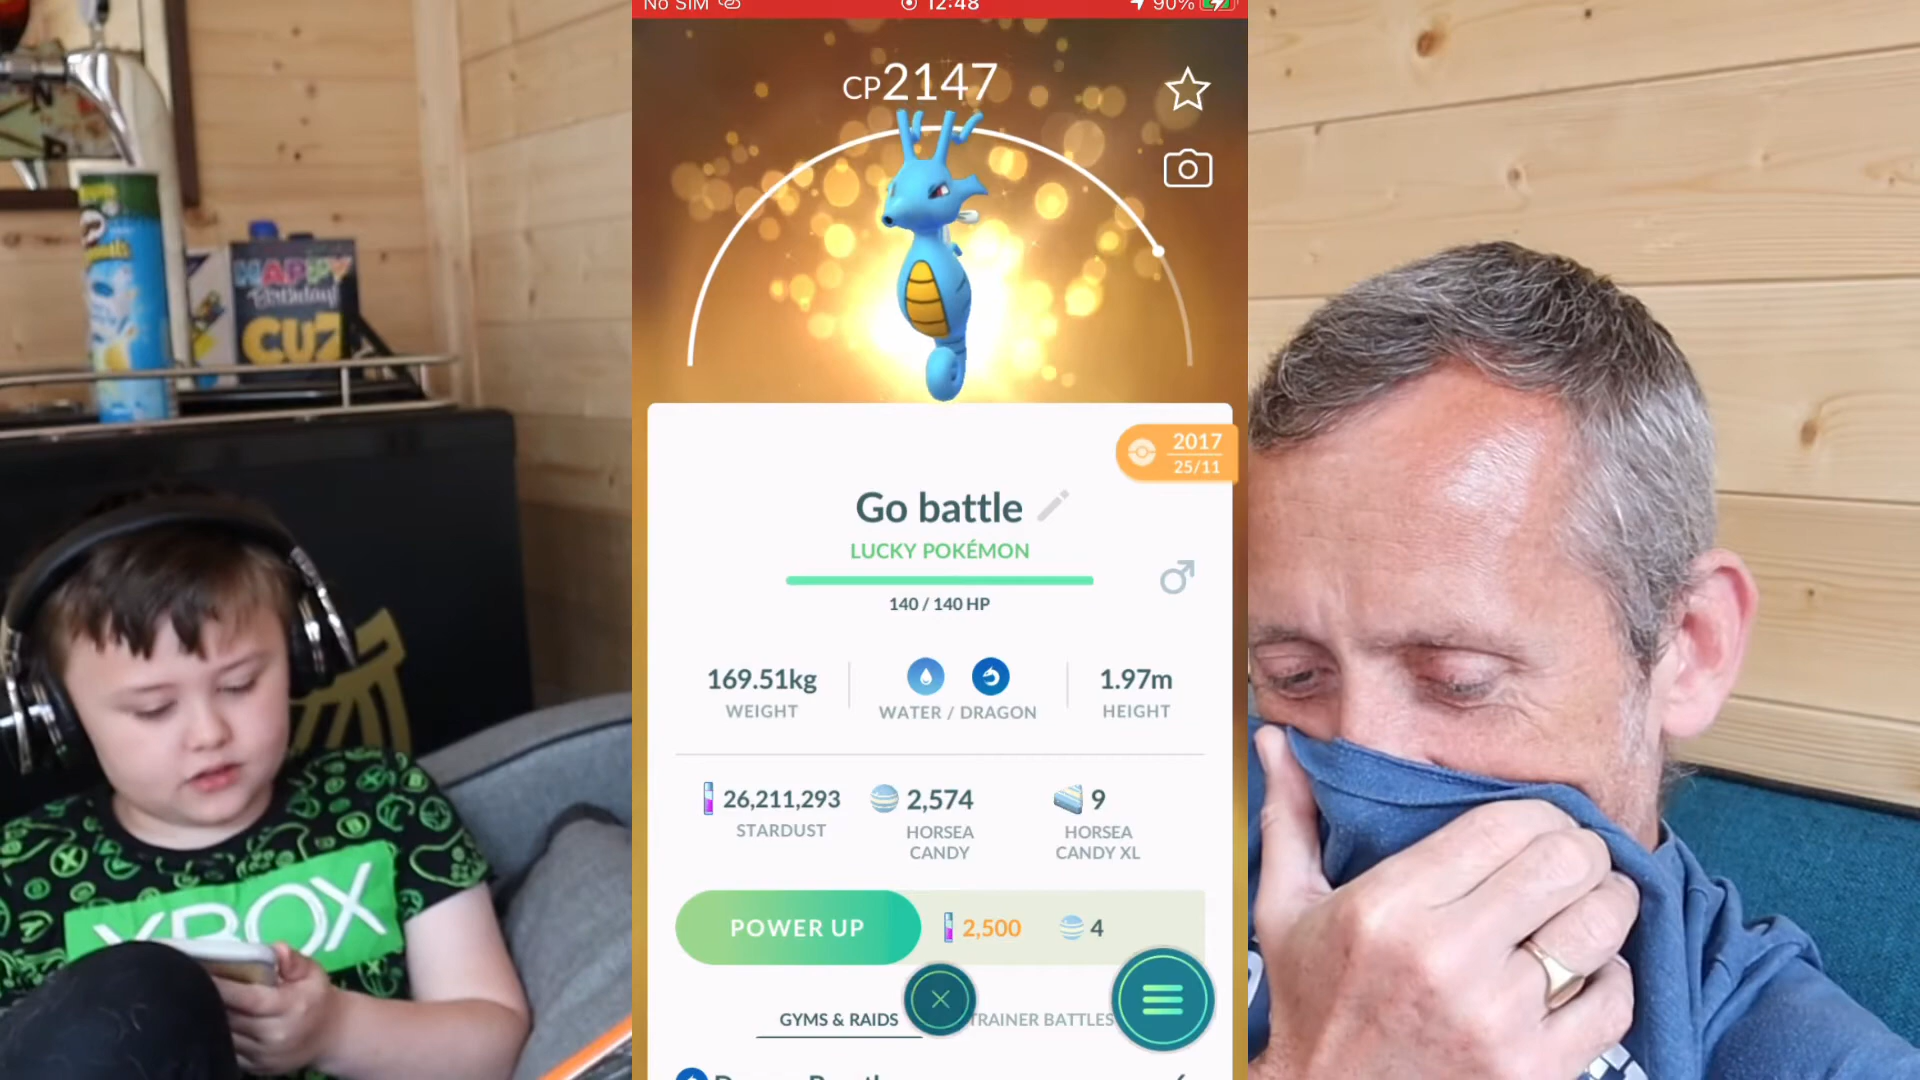 No SIM
12:48
90%
CP2147
2017
25/11
Go battle
LUCKY POKÉMON
140 / 140 HP
169.51kg
WEIGHT
WATER / DRAGON
1.97m
HEIGHT
26,211,293
STARDUST
2,574
HORSEA
CANDY
9
HORSEA
CANDY XL
POWER UP
2,500
4
GYMS & RAIDS
TRAINER BATTLES
HAPPY
Birthday!
CUZ
XBOX